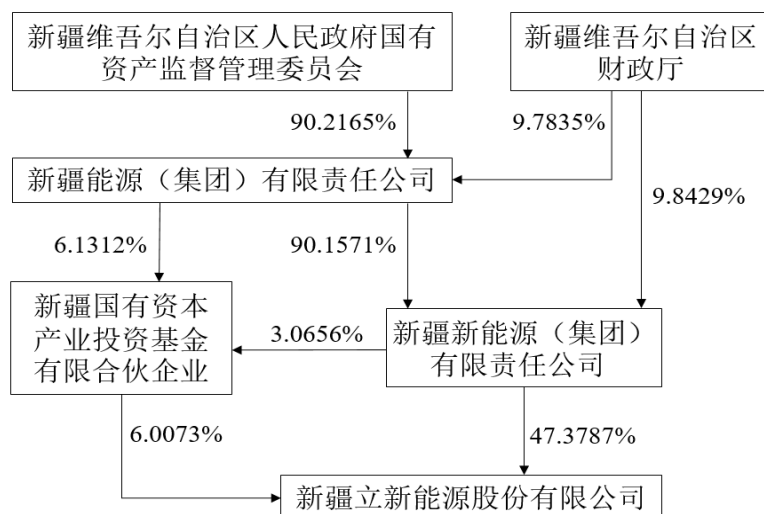 新疆维吾尔自治区人民政府国有
资产监督管理委员会
新疆维吾尔自治区
财政厅
90.2165%
9.7835%
新疆能源（集团）有限责任公司
9.8429%
6.1312%
90.1571%
新疆国有资本
产业投资基金
有限合伙企业
3.0656%
新疆新能源（集团）
有限责任公司
6.0073%
47.3787%
新疆立新能源股份有限公司